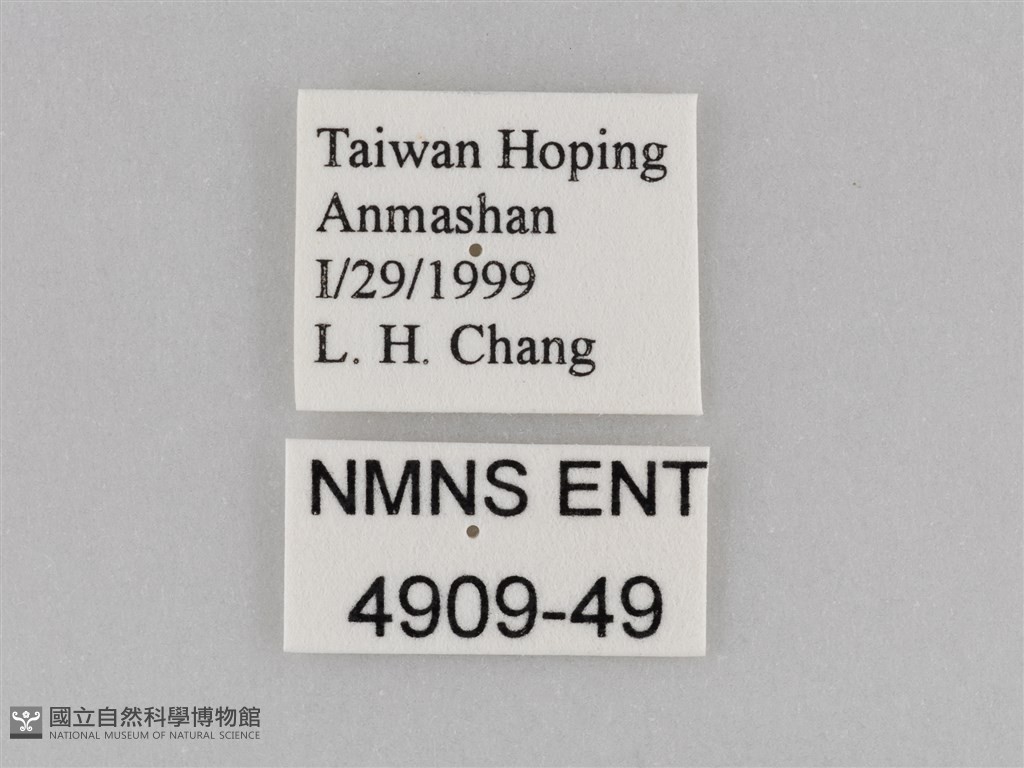 Taiwan Hoping
Anmashan
I/29/1999
L. H. Chang
NMNS ENT
4909-49
國立自然科學博物館
NATIONAL MUSEUM OF NATURAL SCIENCE